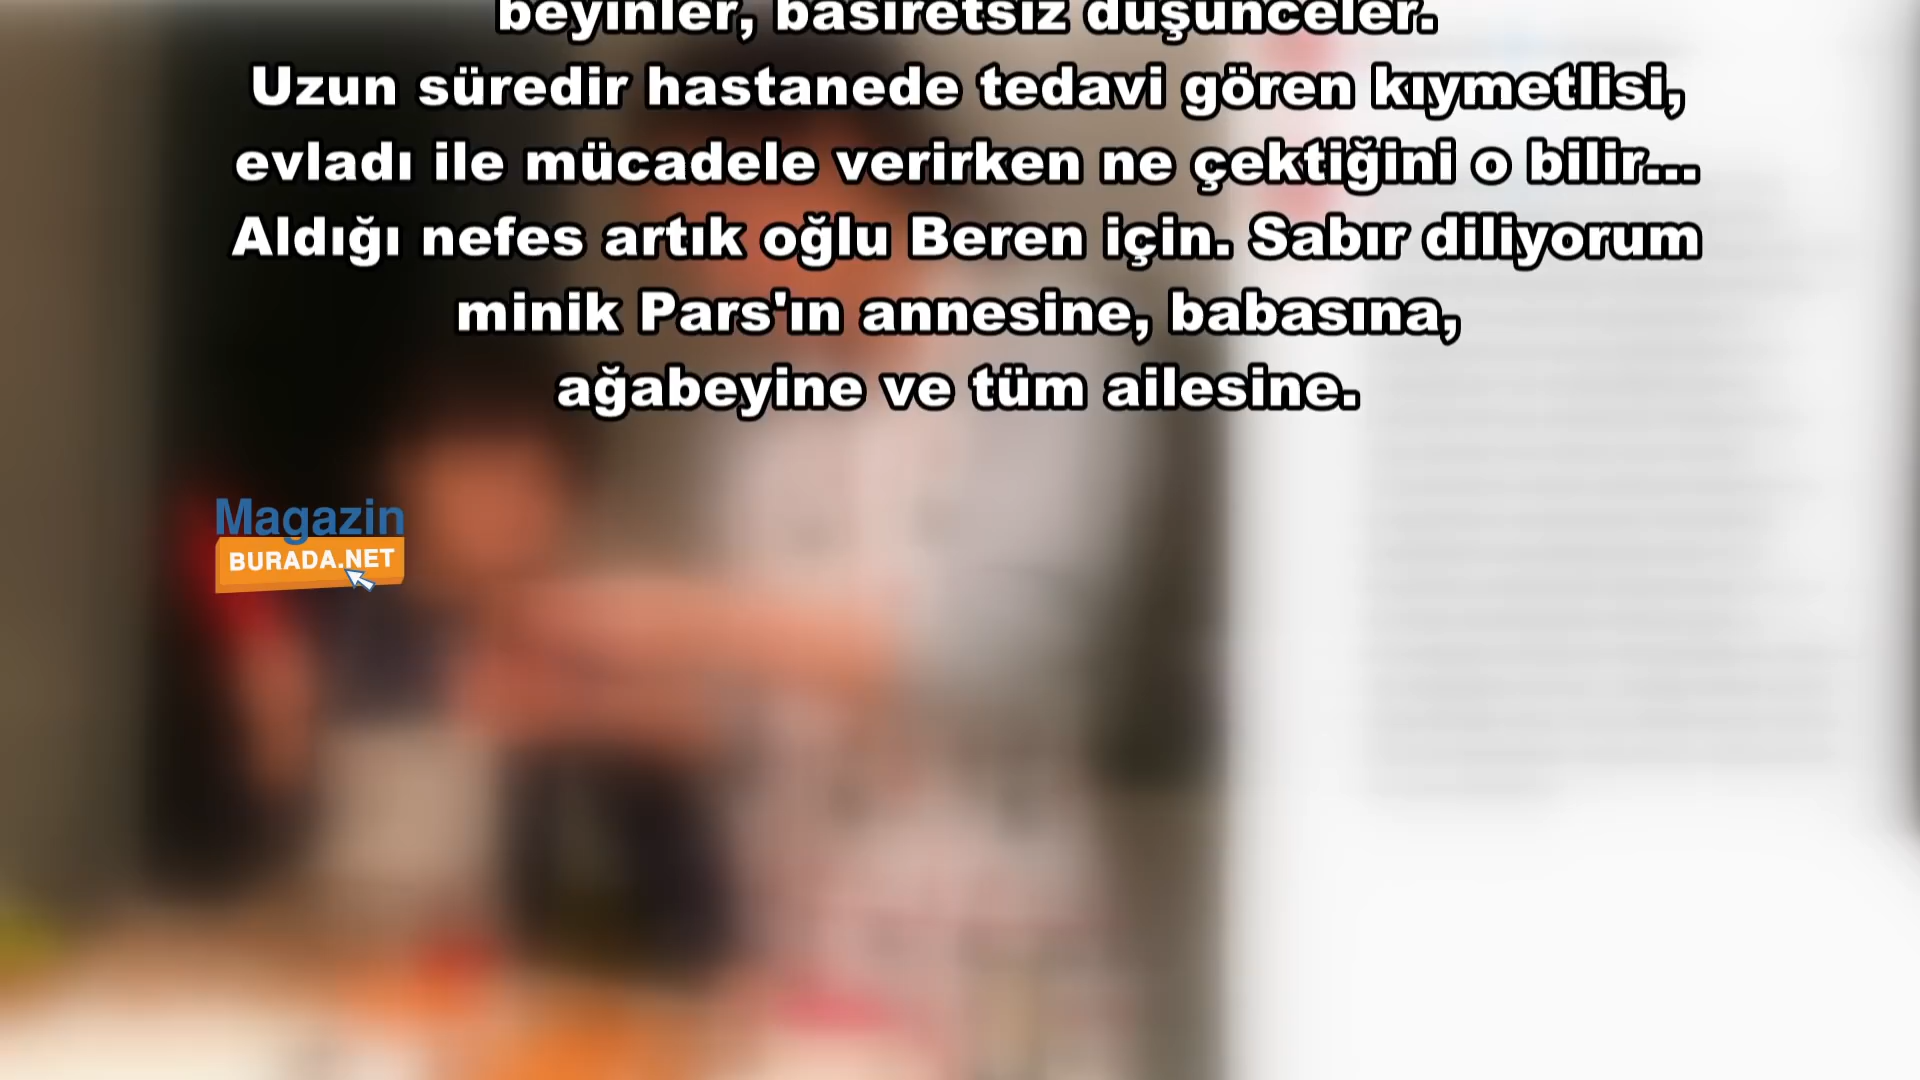 beyinler, basiretsiz düşünceler.
Uzun süredir hastanede tedavi gören kıymetlisi,
evladı ile mücadele verirken ne çektiğini o bilir...
Aldığı nefes artık oğlu Beren için. Sabır diliyorum
minik Pars'ın annesine, babasına,
ağabeyine ve tüm ailesine.
Magazin
BURADA.NET